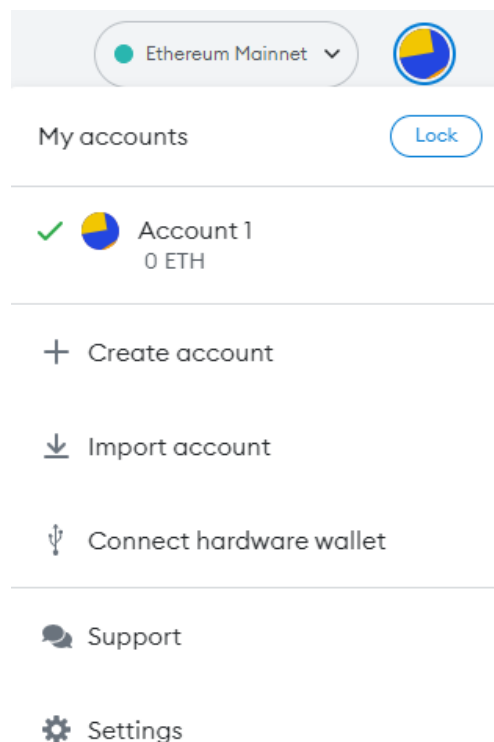 Ethereum Mainnet
My accounts
Lock
Account 1
0 ETH
Create account
Import account
Connect hardware wallet
Support
Settings